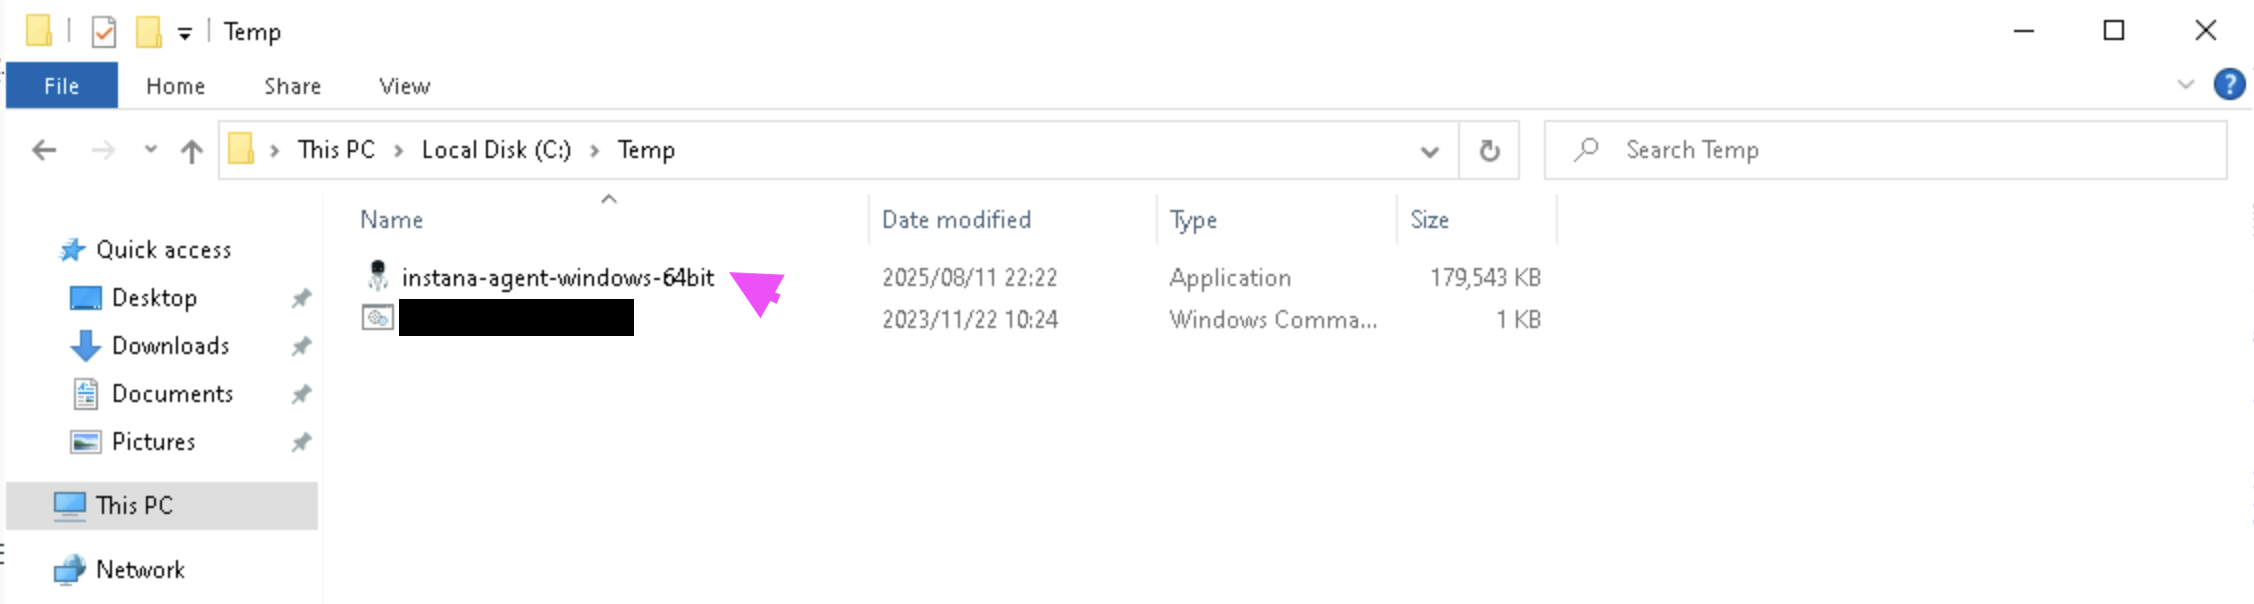 Temp
File Home Share View
This PC Local Disk (C:) Temp Search Temp
Name Date modified Type Size
Quick access
Desktop
Downloads
Documents
Pictures
This PC
Network
instana-agent-windows-64bit 2025/08/11 22:22 Application 179,543 KB
2023/11/22 10:24 Windows Comma... 1 KB